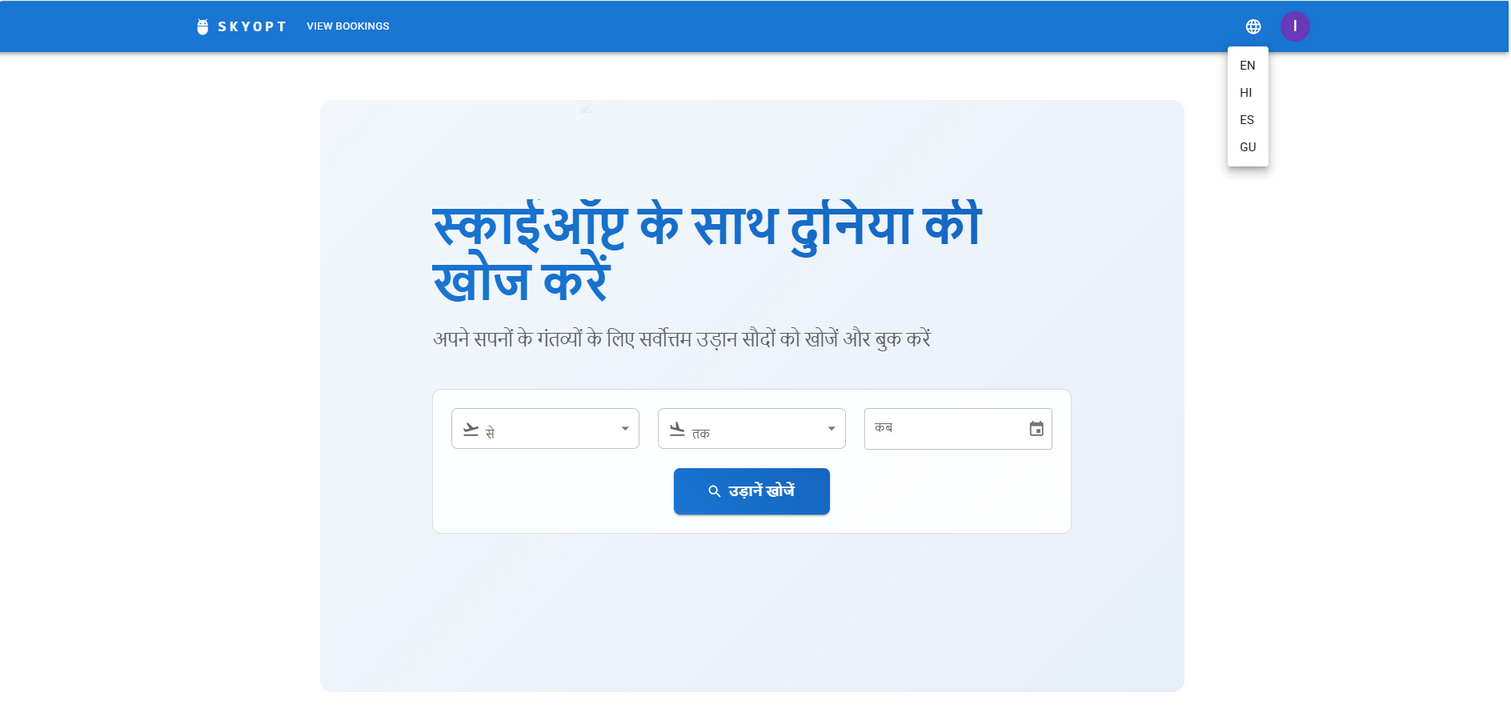 SKYOPT VIEW BOOKINGS
I
EN
HI
ES
GU
स्काईऑप्ट के साथ दुनिया की
खोज करें
अपने सपनों के गंतव्यों के लिए सर्वोत्तम उड़ान सौदों को खोजें और बुक करें
से
तक
कब
उड़ानें खोजें